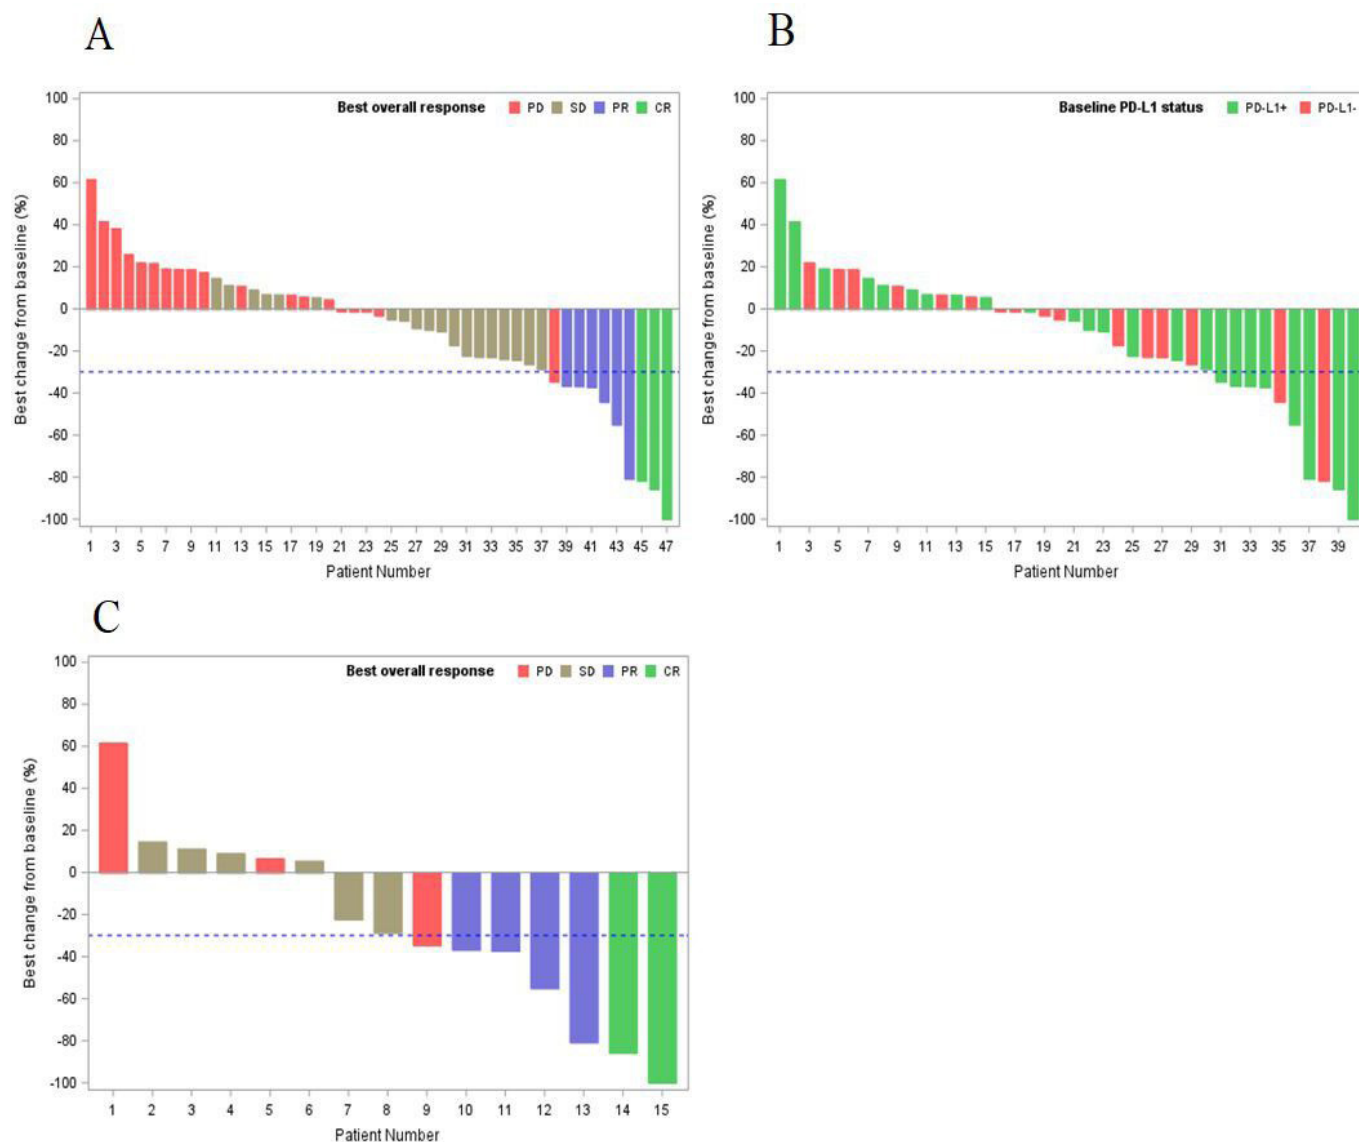 A
B
Best overall response PD SD PR CR
Baseline PD-L1 status PD-L1+ PD-L1-
Best change from baseline (%)
100
80
60
40
20
0
-20
-40
-60
-80
-100
1 3 5 7 9 11 13 15 17 19 21 23 25 27 29 31 33 35 37 39 41 43 45 47
Patient Number
Best change from baseline (%)
100
80
60
40
20
0
-20
-40
-60
-80
-100
1 3 5 7 9 11 13 15 17 19 21 23 25 27 29 31 33 35 37 39
Patient Number
C
Best overall response PD SD PR CR
Best change from baseline (%)
100
80
60
40
20
0
-20
-40
-60
-80
-100
1 2 3 4 5 6 7 8 9 10 11 12 13 14 15
Patient Number